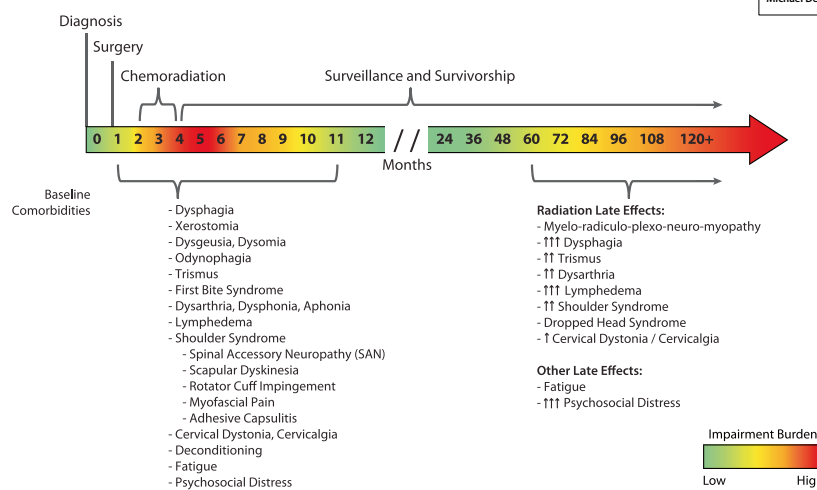 Michael De
Diagnosis
Surgery
Chemoradiation
Surveillance and Survivorship
0 1 2 3 4 5 6 7 8 9 10 11 12 // 24 36 48 60 72 84 96 108 120+
Months
Baseline
Comorbidities
- Dysphagia
- Xerostomia
- Dysgeusia, Dysomia
- Odynophagia
- Trismus
- First Bite Syndrome
- Dysarthria, Dysphonia, Aphonia
- Lymphedema
- Shoulder Syndrome
- Spinal Accessory Neuropathy (SAN)
- Scapular Dyskinesia
- Rotator Cuff Impingement
- Myofascial Pain
- Adhesive Capsulitis
- Cervical Dystonia, Cervicalgia
- Deconditioning
- Fatigue
- Psychosocial Distress
Radiation Late Effects:
- Myelo-radiculo-plexo-neuro-myopathy
- ↑↑↑ Dysphagia
- ↑↑ Trismus
- ↑↑ Dysarthria
- ↑↑↑ Lymphedema
- ↑↑ Shoulder Syndrome
- Dropped Head Syndrome
- ↑ Cervical Dystonia / Cervicalgia
Other Late Effects:
- Fatigue
- ↑↑↑ Psychosocial Distress
Impairment Burden
Low Hig